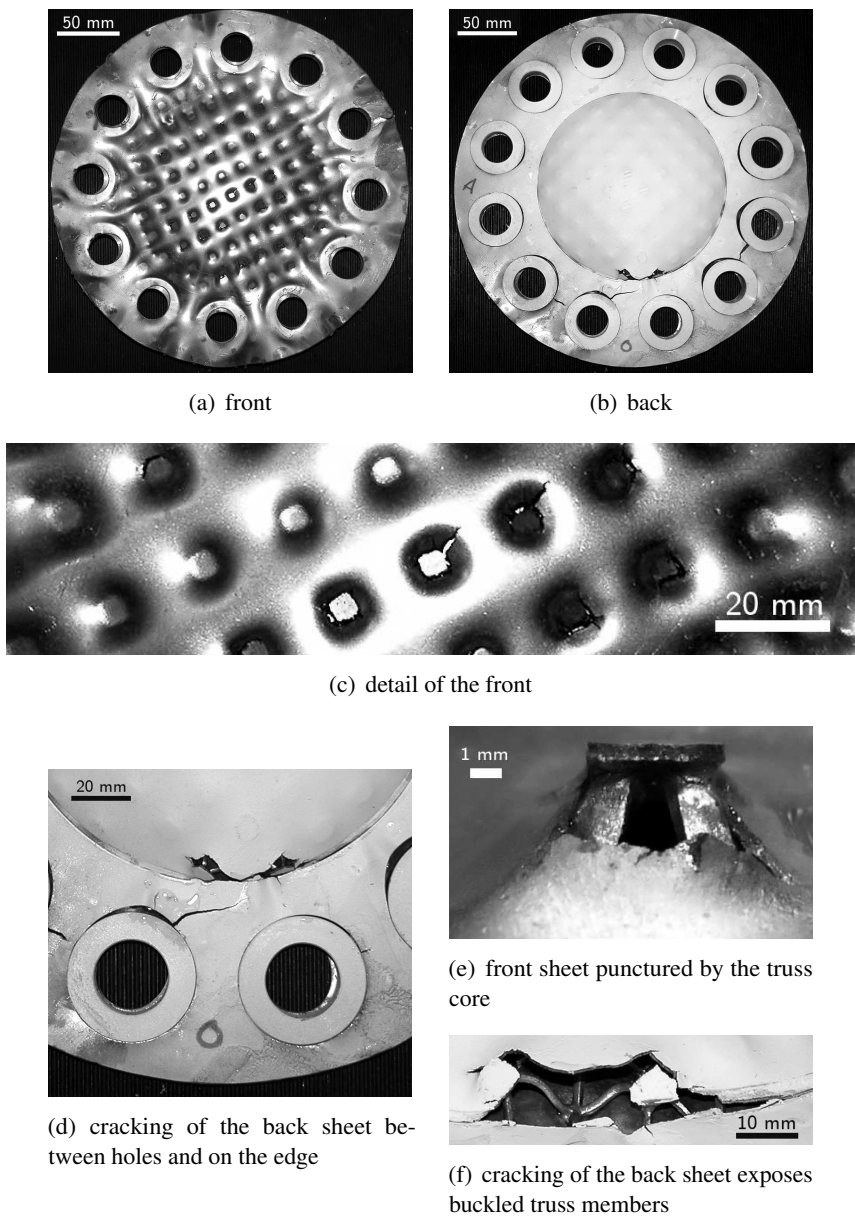 50 mm
50 mm
A
O
(a) front
(b) back
20 mm
(c) detail of the front
20 mm
O
(d) cracking of the back sheet be-
tween holes and on the edge
1 mm
(e) front sheet punctured by the truss
core
10 mm
(f) cracking of the back sheet exposes
buckled truss members